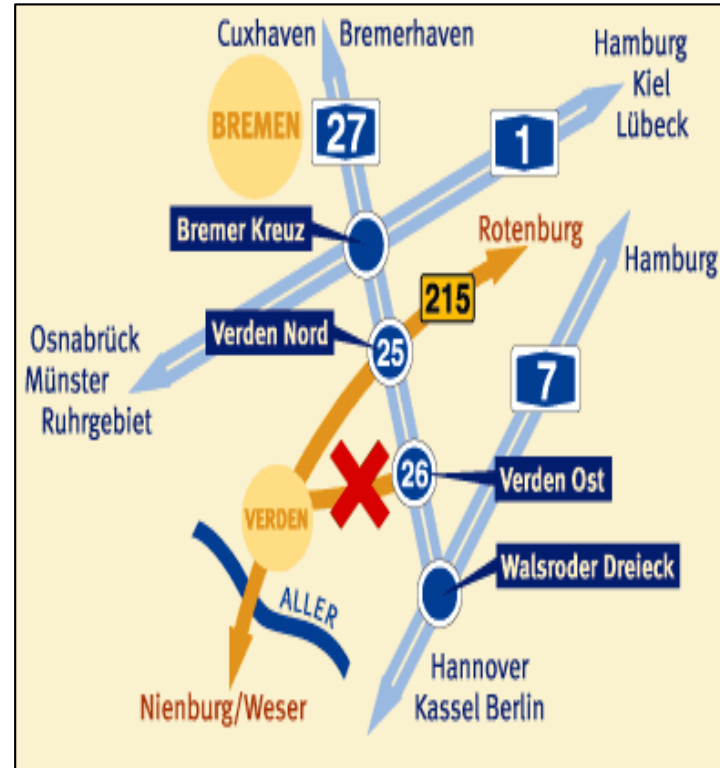 Cuxhaven Bremerhaven
Hamburg
Kiel
Lübeck
BREMEN
27
1
Bremer Kreuz
Rotenburg
Hamburg
215
Verden Nord
25
Osnabrück
Münster
Ruhrgebiet
7
26
Verden Ost
VERDEN
Walsroder Dreieck
ALLER
Hannover
Kassel Berlin
Nienburg/Weser